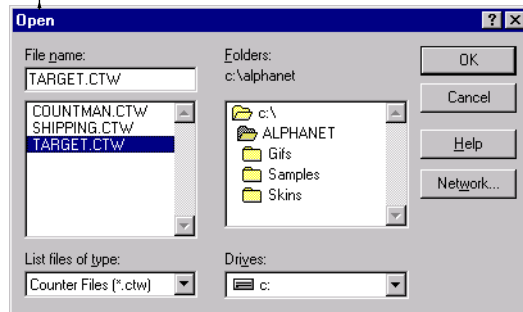 Open
File name:
TARGET.CTW
COUNTMAN.CTW
SHIPPING.CTW
TARGET.CTW
List files of type:
Counter Files (*.ctw)
Folders:
c:\alphanet
c:\
ALPHANET
Gifs
Samples
Skins
Drives:
c:
OK
Cancel
Help
Network...